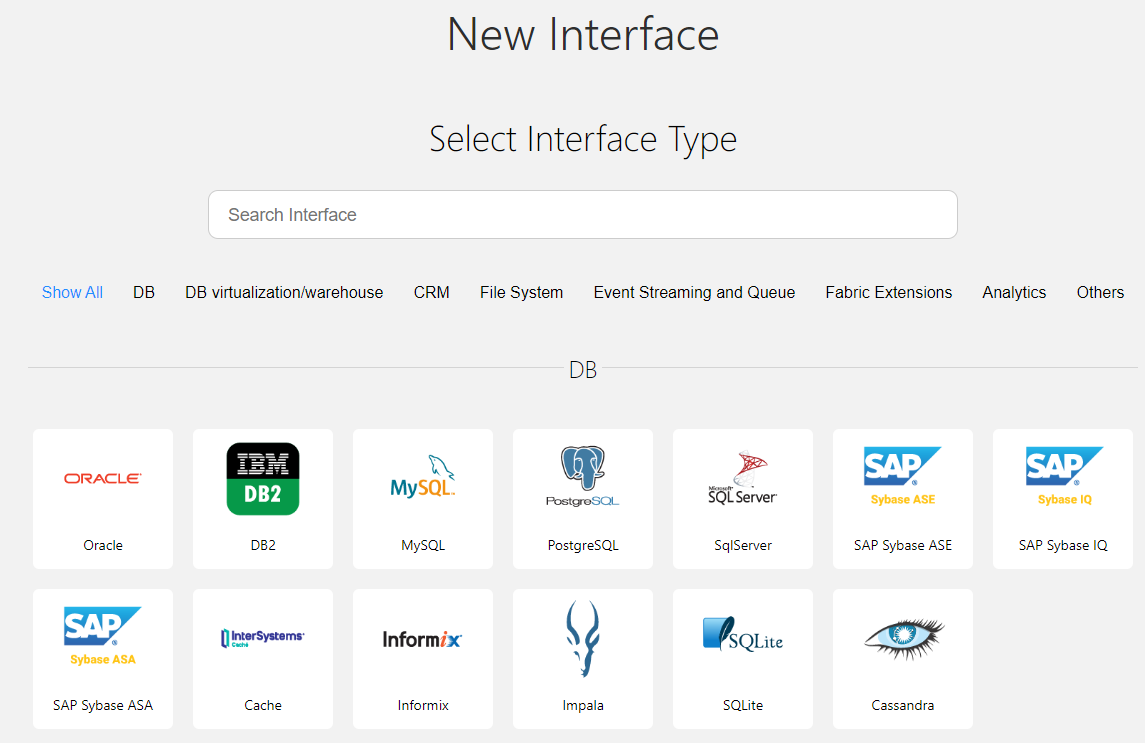 New Interface
Select Interface Type
Search Interface
Show All DB DB virtualization/warehouse CRM File System Event Streaming and Queue Fabric Extensions Analytics Others
DB
ORACLE
Oracle
IBM
DB2
DB2
MySQL
MySQL
PostgreSQL
PostgreSQL
Microsoft
SQL Server
SqlServer
SAP
Sybase ASE
SAP Sybase ASE
SAP
Sybase IQ
SAP Sybase IQ
SAP
Sybase ASA
SAP Sybase ASA
InterSystems
Caché
Cache
Informix
Informix
Impala
SQLite
SQLite
Cassandra